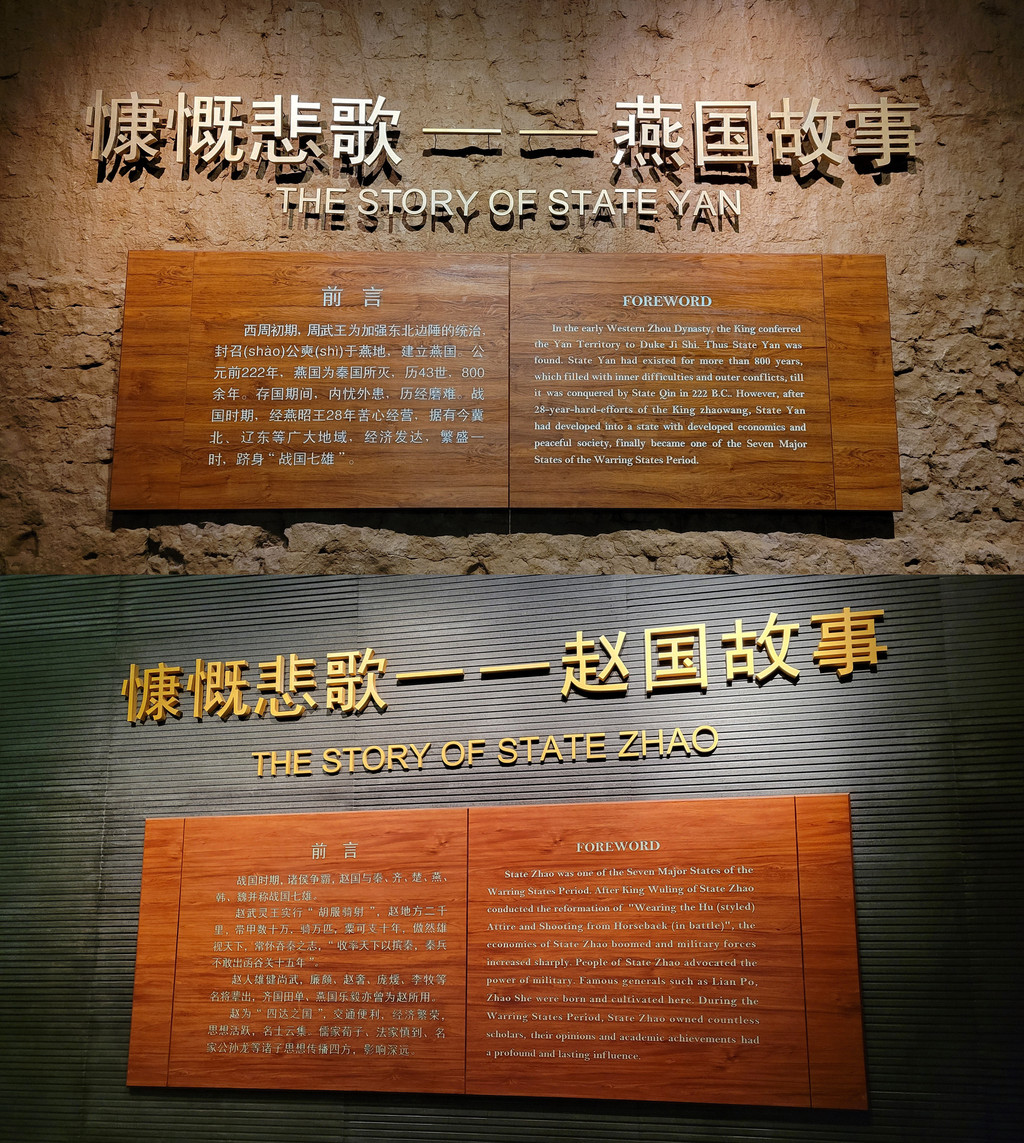 慷慨悲歌——燕国故事
THE STORY OF STATE YAN
前 言
西周初期，周武王为加强东北边陲的统治，
封召(shào)公奭(shì)于燕地，建立燕国。公
元前222年，燕国为秦国所灭，历43世，800
余年。存国期间，内忧外患，历经磨难。战
国时期，经燕昭王28年苦心经营，据有今冀
北、辽东等广大地域，经济发达，繁盛一
时，跻身“战国七雄”。
FOREWORD
In the early Western Zhou Dynasty, the King conferred
the Yan Territory to Duke Ji Shi. Thus State Yan was
found. State Yan had existed for more than 800 years,
which filled with inner difficulties and outer conflicts, till
it was conquered by State Qin in 222 B.C.. However, after
28-year-hard-efforts of the King zhaowang, State Yan
had developed into a state with developed economics and
peaceful society, finally became one of the Seven Major
States of the Warring States Period.
慷慨悲歌——赵国故事
THE STORY OF STATE ZHAO
前 言
战国时期，诸侯争霸，赵国与秦、齐、楚、燕、
韩、魏并称战国七雄。
赵武灵王实行“胡服骑射”，赵地方二千
里，带甲数十万，骑万匹，粟可支十年，傲然雄
视天下，常怀吞秦之志，“收率天下以摈秦，秦兵
不敢出函谷关十五年”。
赵人雄健尚武，廉颇、赵奢、庞煖、李牧等
名将辈出，齐国田单、燕国乐毅亦曾为赵所用。
赵为“四达之国”，交通便利，经济繁荣，
思想活跃，名士云集。儒家荀子、法家慎到、名
家公孙龙等诸子思想传播四方，影响深远。
FOREWORD
State Zhao was one of the Seven Major States of the
Warring States Period. After King Wuling of State Zhao
conducted the reformation of "Wearing the Hu (styled)
Attire and Shooting from Horseback (in battle)", the
economies of State Zhao boomed and military forces
increased sharply. People of State Zhao advocated the
power of military. Famous generals such as Lian Po,
Zhao She were born and cultivated here. During the
Warring States Period, State Zhao owned countless
scholars, their opinions and academic achievements had
a profound and lasting influence.